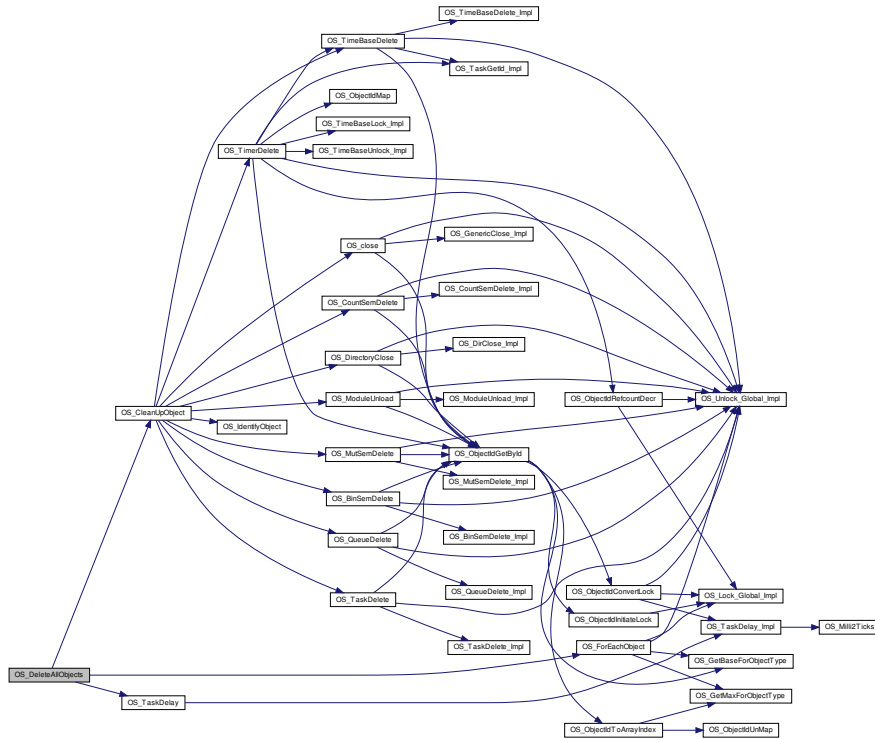 OS_TimeBaseDelete_Impl
OS_TimeBaseDelete
OS_TaskGetId_Impl
OS_ObjectIdMap
OS_TimeBaseLock_Impl
OS_TimerDelete
OS_TimeBaseUnlock_Impl
OS_GenericClose_Impl
OS_close
OS_CountSemDelete_Impl
OS_CountSemDelete
OS_DirClose_Impl
OS_DirectoryClose
OS_ModuleUnload
OS_ModuleUnload_Impl
OS_ObjectIdRefcountDecr
OS_Unlock_Global_Impl
OS_CleanUpObject
OS_IdentifyObject
OS_MutSemDelete
OS_ObjectIdGetById
OS_MutSemDelete_Impl
OS_BinSemDelete
OS_BinSemDelete_Impl
OS_QueueDelete
OS_QueueDelete_Impl
OS_ObjectIdConvertLock
OS_Lock_Global_Impl
OS_TaskDelete
OS_ObjectIdInitiateLock
OS_TaskDelay_Impl
OS_Milli2Ticks
OS_TaskDelete_Impl
OS_ForEachObject
OS_GetBaseForObjectType
OS_DeleteAllObjects
OS_GetMaxForObjectType
OS_TaskDelay
OS_ObjectIdToArrayIndex
OS_ObjectIdUnMap